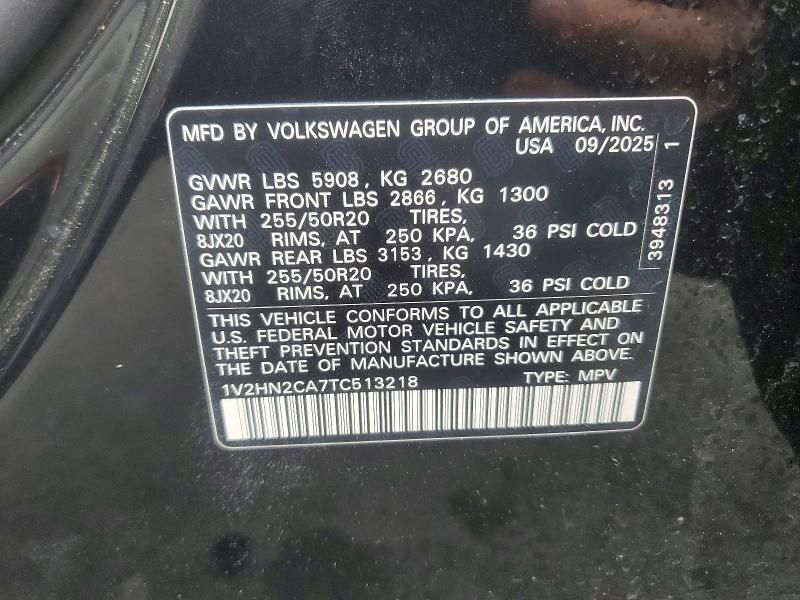 MFD BY VOLKSWAGEN GROUP OF AMERICA, INC.
USA 09/2025
GVWR LBS 5908, KG 2680
GAWR FRONT LBS 2866, KG 1300
WITH 255/50R20 TIRES,
8JX20 RIMS, AT 250 KPA, 36 PSI COLD
GAWR REAR LBS 3153, KG 1430
WITH 255/50R20 TIRES,
8JX20 RIMS, AT 250 KPA, 36 PSI COLD
3948313 1
THIS VEHICLE CONFORMS TO ALL APPLICABLE
U.S. FEDERAL MOTOR VEHICLE SAFETY AND
THEFT PREVENTION STANDARDS IN EFFECT ON
THE DATE OF MANUFACTURE SHOWN ABOVE.
1V2HN2CA7TC513218 TYPE: MPV